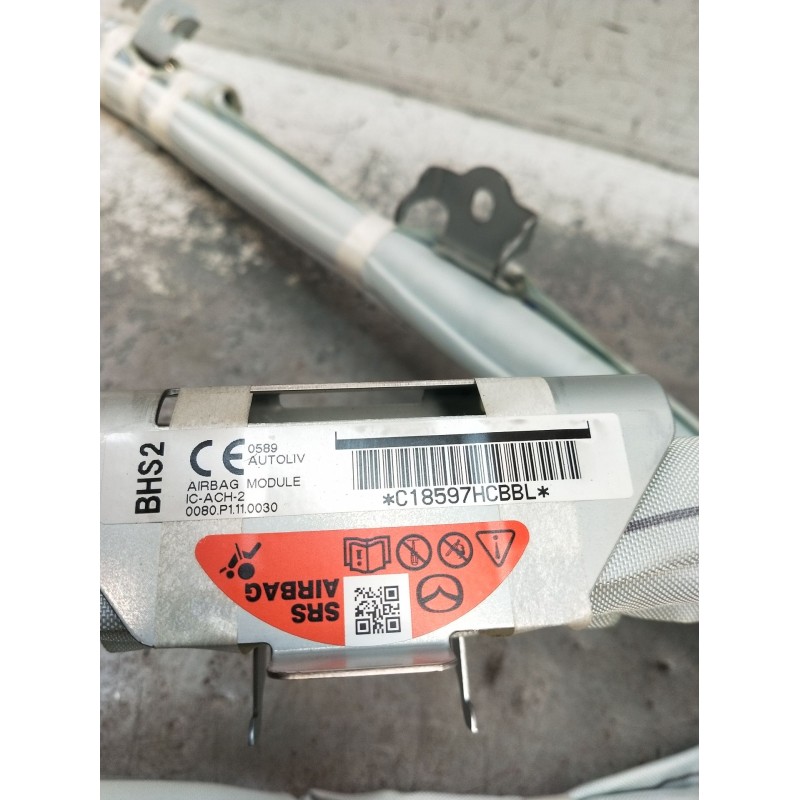 BHS2
CE 0589
AUTOLIV
AIRBAG MODULE
IC-ACH-2
0080.P1.11.0030
*C18597HCBBL*
SRS
AIRBAG